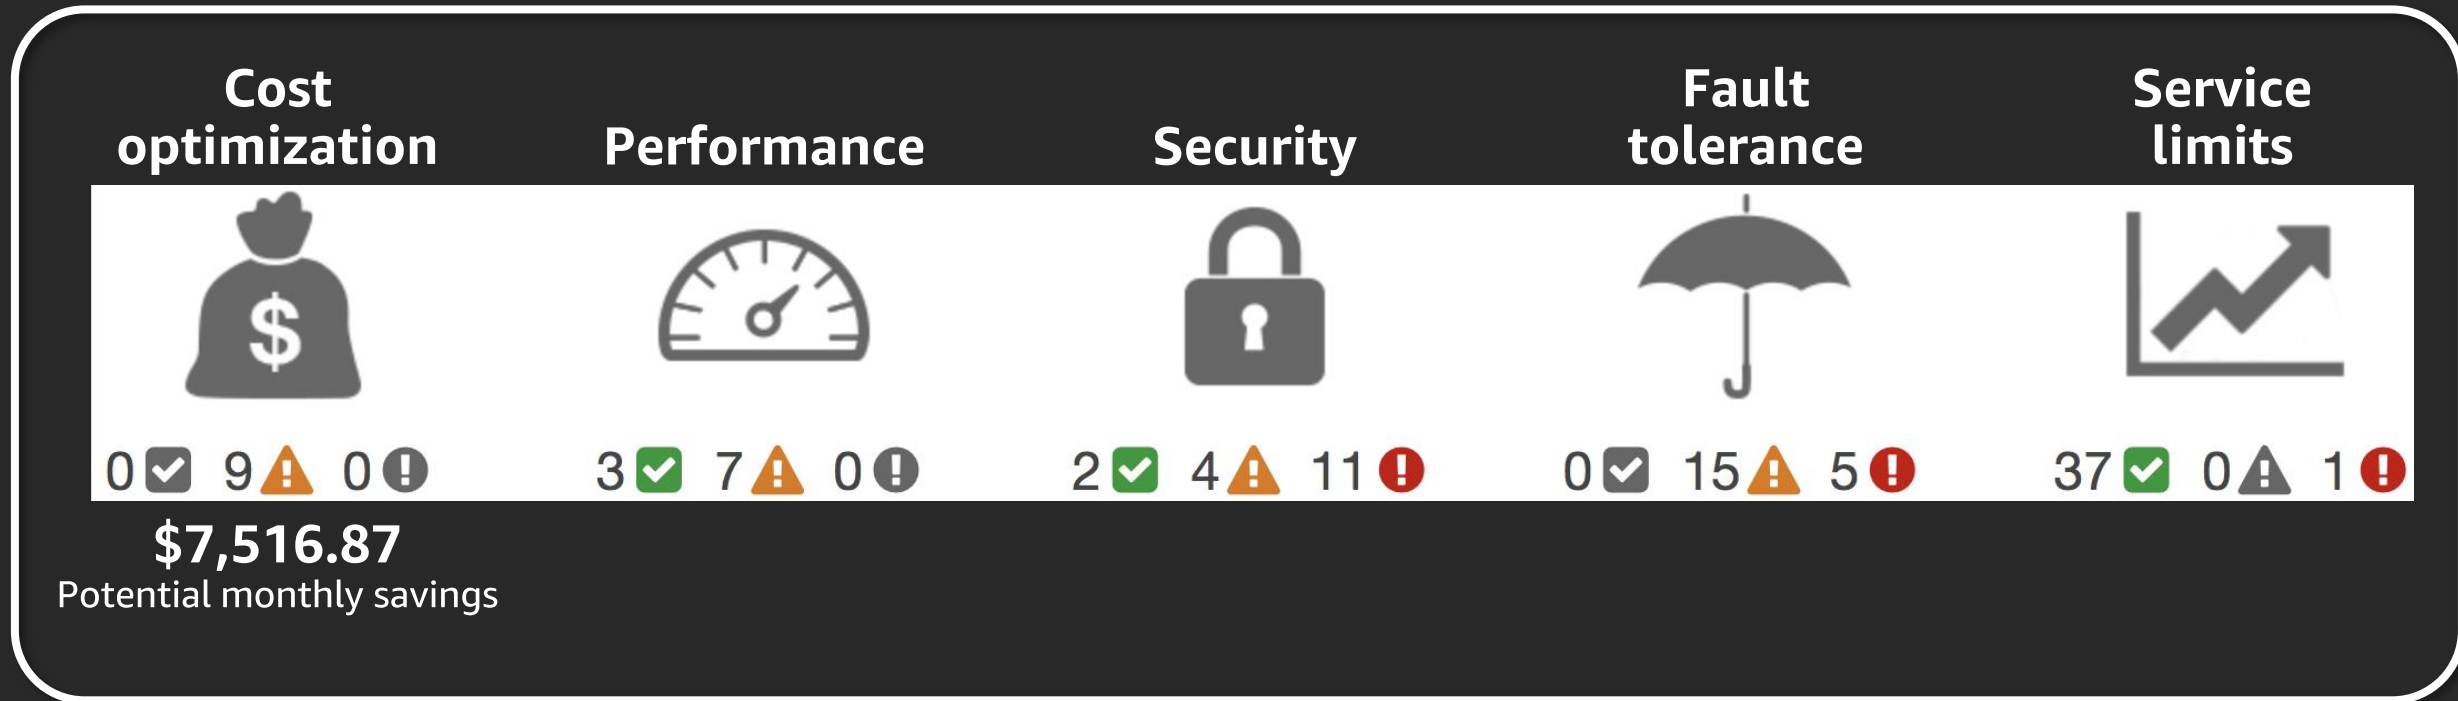 Cost
optimization
Performance
Security
Fault
tolerance
Service
limits
$
0 9 0
3 7 0
2 4 11
0 15 5
37 0 1
$7,516.87
Potential monthly savings